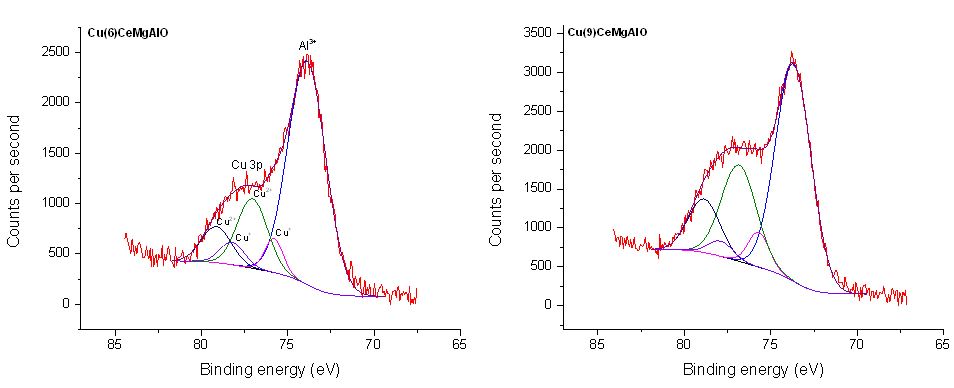 Cu(6)CeMgAlO
Al3+
Cu 3p
Cu2+
Cu2+
Cu+
Cu+
2500
2000
1500
1000
500
0
Counts per second
85
80
75
70
65
Binding energy (eV)
Cu(9)CeMgAlO
3500
3000
2000
1500
1000
500
0
Counts per second
85
80
75
70
65
Binding energy (eV)